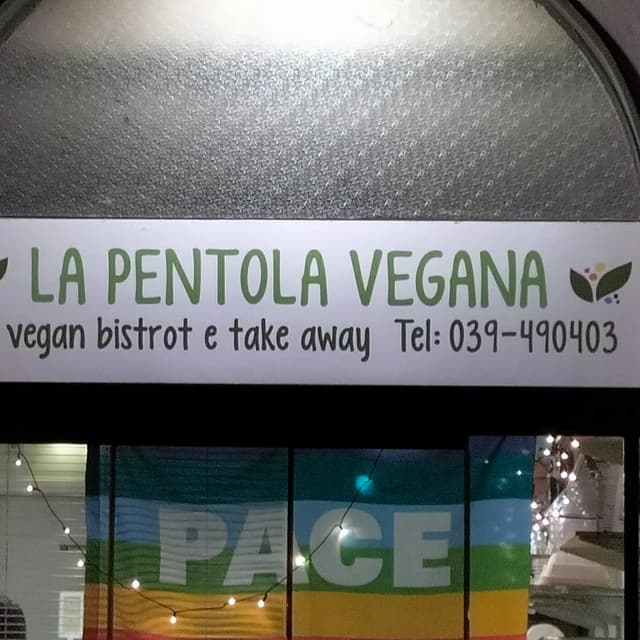 LA PENTOLA VEGANA
vegan bistrot e take away Tel: 039-490403
PACE